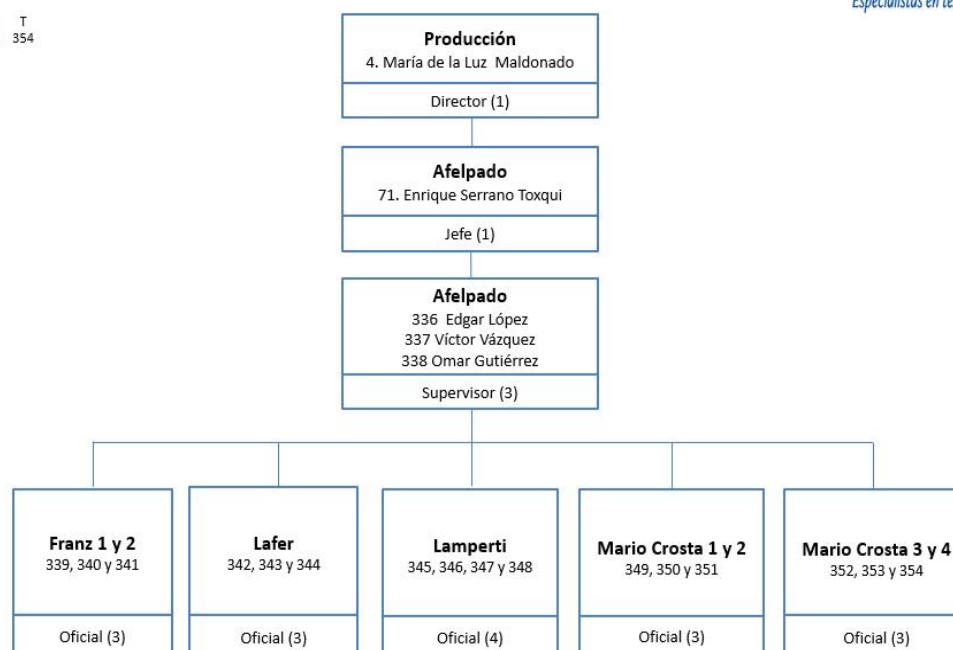 Especialistas en
T
354
Producción
4. María de la Luz Maldonado
Director (1)
Afelpado
71. Enrique Serrano Toxqui
Jefe (1)
Afelpado
336 Edgar López
337 Víctor Vázquez
338 Omar Gutiérrez
Supervisor (3)
Franz 1 y 2
339, 340 y 341
Oficial (3)
Lafer
342, 343 y 344
Oficial (3)
Lamperti
345, 346, 347 y 348
Oficial (4)
Mario Crosta 1 y 2
349, 350 y 351
Oficial (3)
Mario Crosta 3 y 4
352, 353 y 354
Oficial (3)